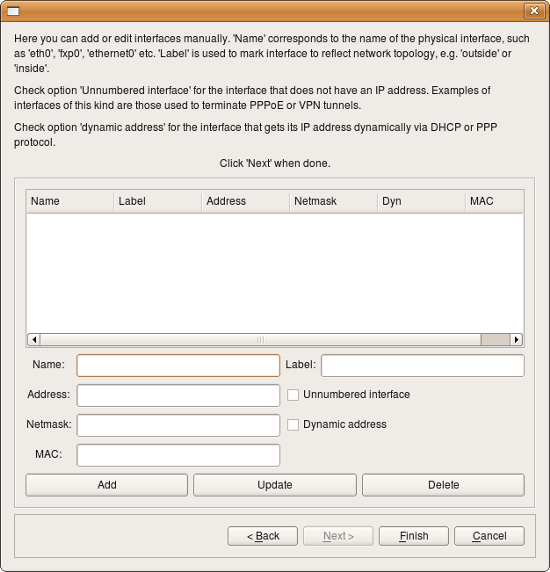 Here you can add or edit interfaces manually. 'Name' corresponds to the name of the physical interface, such
as 'eth0', 'fxp0', 'ethernet0' etc. 'Label' is used to mark interface to reflect network topology, e.g. 'outside' or
'inside'.
Check option 'Unnumbered interface' for the interface that does not have an IP address. Examples of
interfaces of this kind are those used to terminate PPPoE or VPN tunnels.
Check option 'dynamic address' for the interface that gets its IP address dynamically via DHCP or PPP
protocol.
Click 'Next' when done.
Name Label Address Netmask Dyn MAC
Name: Label:
Address: Unnumbered interface
Netmask: Dynamic address
MAC:
Add Update Delete
< Back Next > Finish Cancel